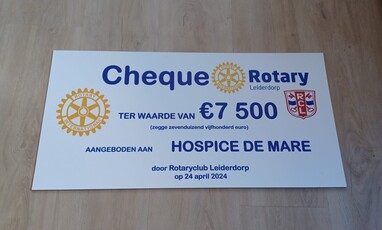 Cheque Rotary
Leiderdorp
TER WAARDE VAN €7 500
(zegge zevenduizend vijfhonderd euro)
RCL
AANGEBODEN AAN HOSPICE DE MARE
door Rotaryclub Leiderdorp
op 24 april 2024